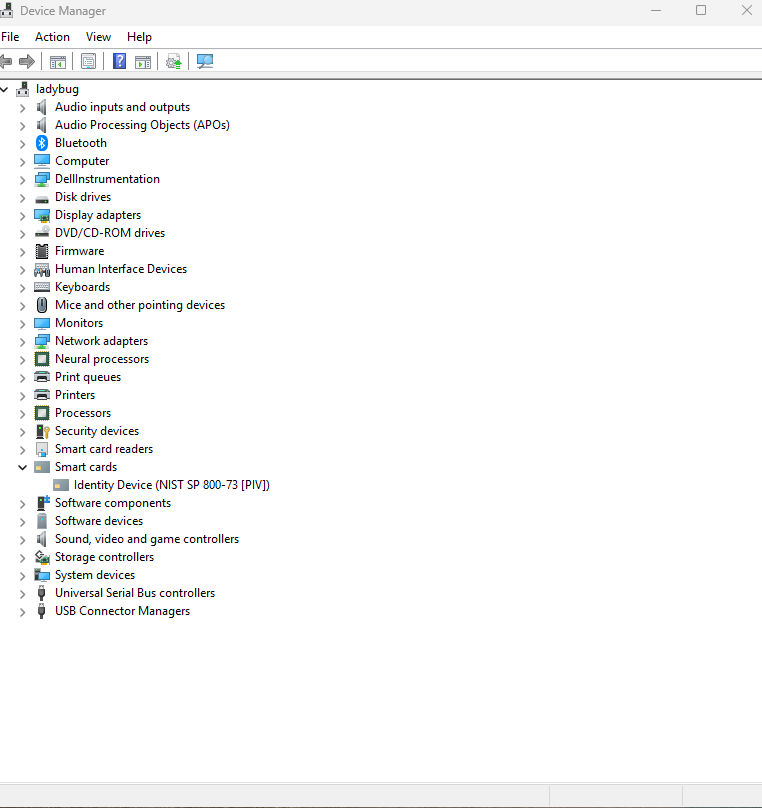 Device Manager
File Action View Help
ladybug
Audio inputs and outputs
Audio Processing Objects (APOs)
Bluetooth
Computer
DellInstrumentation
Disk drives
Display adapters
DVD/CD-ROM drives
Firmware
Human Interface Devices
Keyboards
Mice and other pointing devices
Monitors
Network adapters
Neural processors
Print queues
Printers
Processors
Security devices
Smart card readers
Smart cards
Identity Device (NIST SP 800-73 [PIV])
Software components
Software devices
Sound, video and game controllers
Storage controllers
System devices
Universal Serial Bus controllers
USB Connector Managers